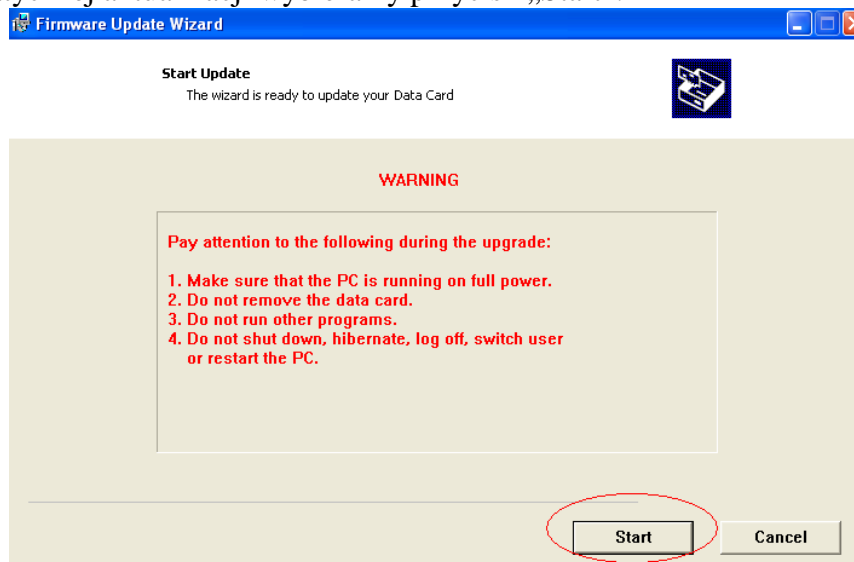 Firmware Update Wizard
Start Update
The wizard is ready to update your Data Card
WARNING
Pay attention to the following during the upgrade:
1. Make sure that the PC is running on full power.
2. Do not remove the data card.
3. Do not run other programs.
4. Do not shut down, hibernate, log off, switch user
or restart the PC.
Start Cancel